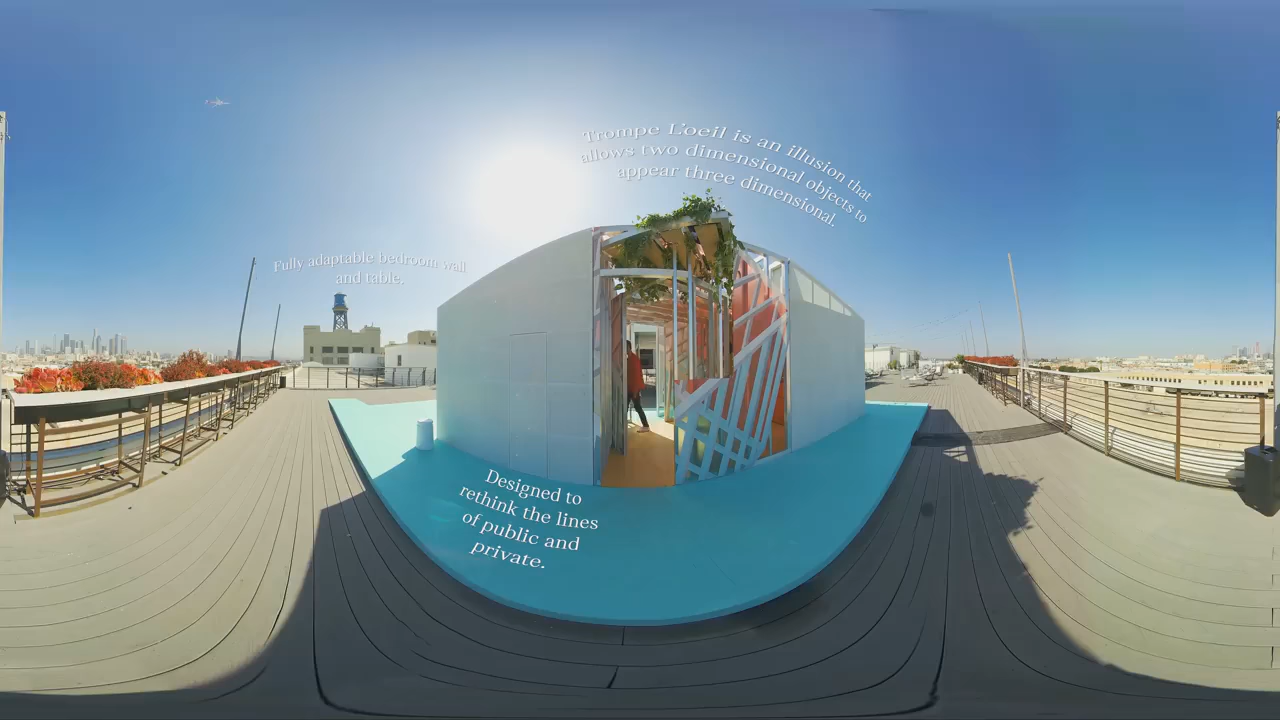 Trompe L'oeil is an illusion that
allows two dimensional objects to
appear three dimensional.
Fully adaptable bedroom wall
and table.
Designed to
rethink the lines
of public and
private.